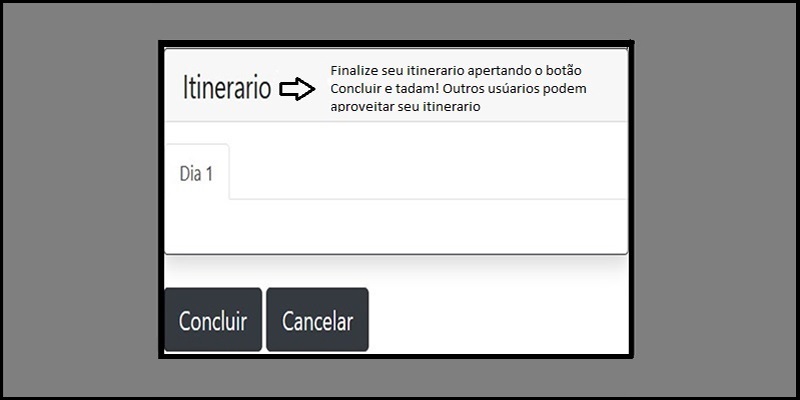 Itinerario
Finalize seu itinerario apertando o botão
Concluir e tadam! Outros usúarios podem
aproveitar seu itinerario
Dia 1
Concluir
Cancelar